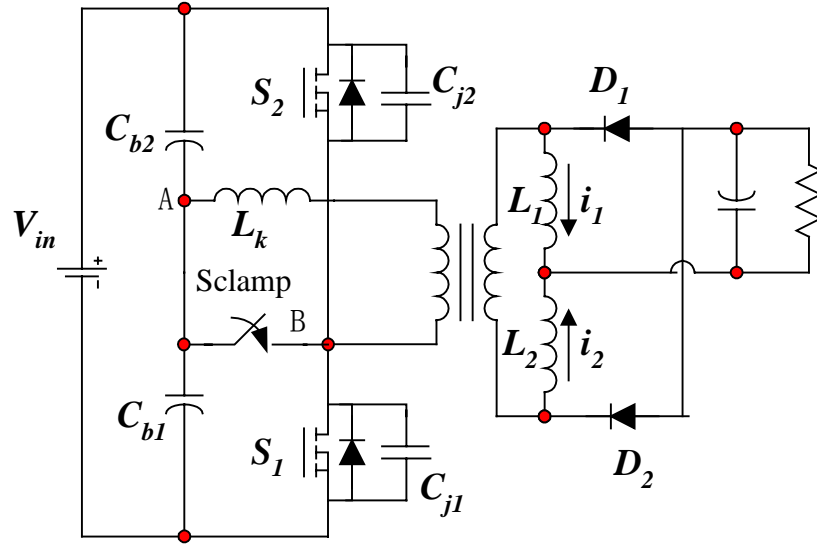 S2
Cj2
D1
Cb2
A
L1
i1
Vin
+
-
Lk
Sclamp
B
L2
i2
Cb1
S1
Cj1
D2